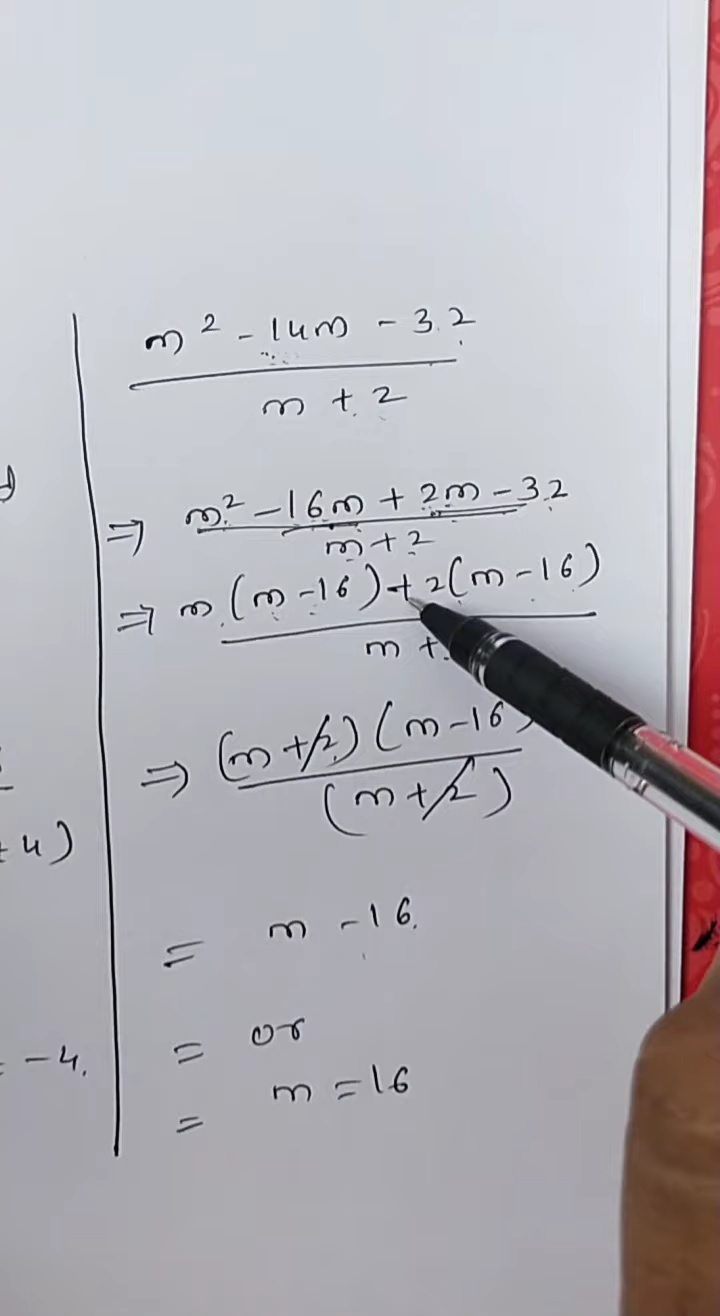 m² - 14m - 32
m + 2
⇒ m² - 16m + 2m - 32
m + 2
⇒ m (m - 16) + 2 (m - 16)
m +
⇒ (m + 2) (m - 16)
(m + 2)
+ 4)
= m - 16
= or
= -4.
m = 16
=